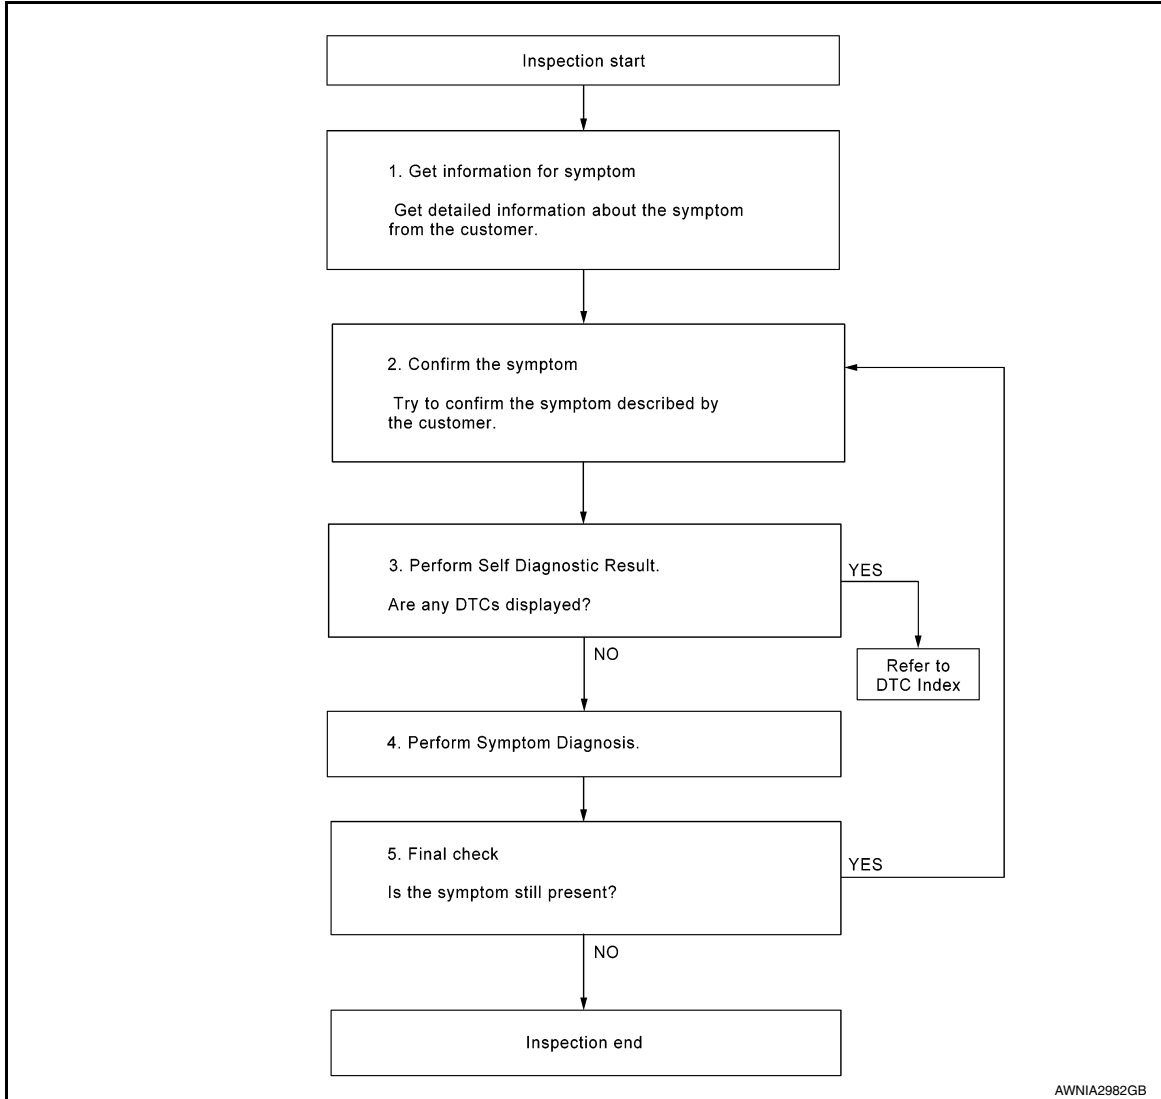 Inspection start
1. Get information for symptom
Get detailed information about the symptom
from the customer.
2. Confirm the symptom
Try to confirm the symptom described by
the customer.
3. Perform Self Diagnostic Result.
Are any DTCs displayed?
YES
Refer to
DTC Index
NO
4. Perform Symptom Diagnosis.
5. Final check
Is the symptom still present?
YES
NO
Inspection end
AWNIA2982GB